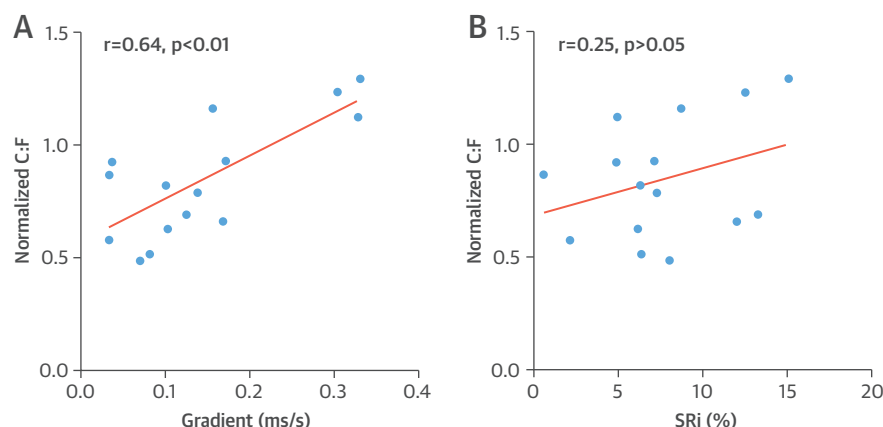 A
r=0.64, p<0.01
Normalized C:F
1.5
1.0
0.5
0.0
0.0 0.1 0.2 0.3 0.4
Gradient (ms/s)
B
r=0.25, p>0.05
Normalized C:F
1.5
1.0
0.5
0.0
0 5 10 15 20
SRi (%)